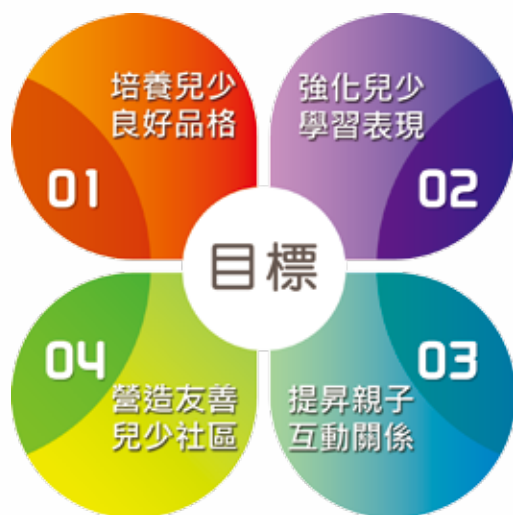 培養兒少
良好品格
01
強化兒少
學習表現
02
目標
提昇親子
互動關係
03
營造友善
兒少社區
04